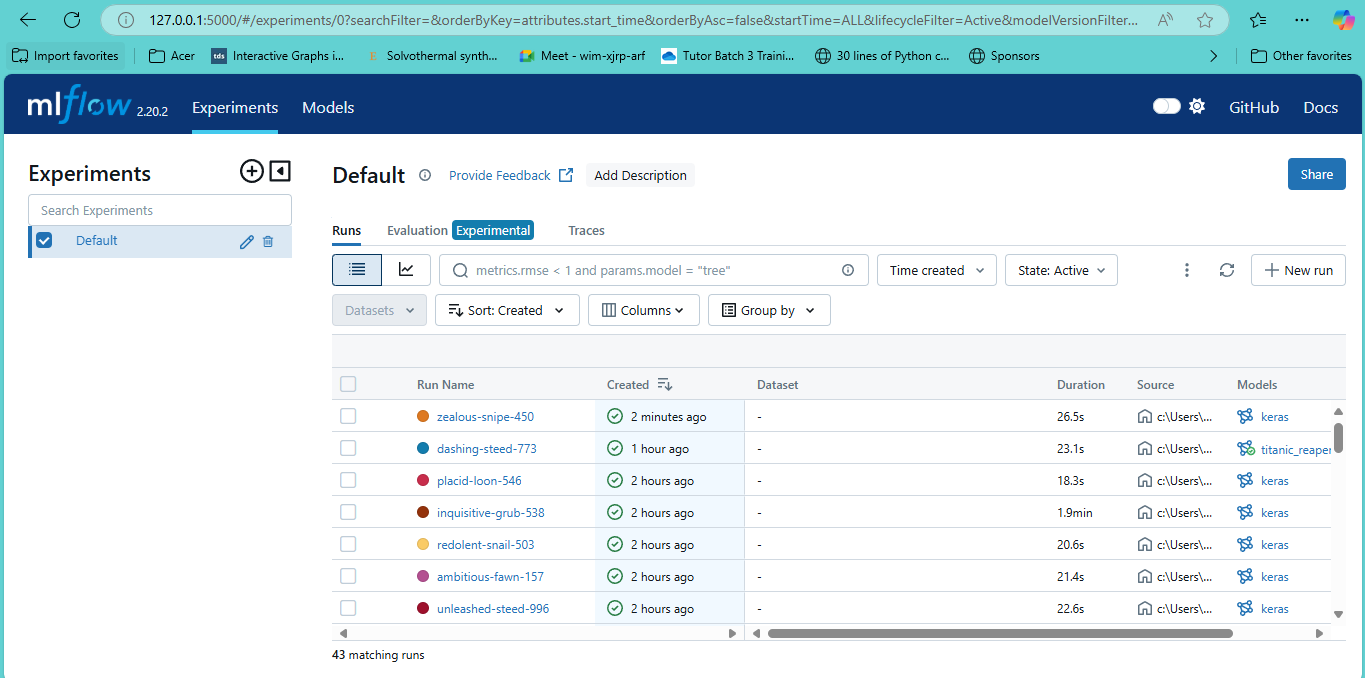 127.0.0.1:5000/#/experiments/0?searchFilter=&orderByKey=attributes.start_time&orderByAsc=false&startTime=ALL&lifecycleFilter=Active&modelVersionFilter...
Import favorites Acer tds Interactive Graphs i... Solvothermal synth... Meet - wim-xjrp-arf Tutor Batch 3 Traini... 30 lines of Python c... Sponsors Other favorites
mlflow 2.20.2 Experiments Models GitHub Docs
Experiments
Search Experiments
Default
Default Provide Feedback Add Description Share
Runs Evaluation Experimental Traces
metrics.rmse < 1 and params.model = "tree" Time created State: Active New run
Datasets Sort: Created Columns Group by
Run Name Created Dataset Duration Source Models
zealous-snipe-450 2 minutes ago - 26.5s c:\Users\... keras
dashing-steed-773 1 hour ago - 23.1s c:\Users\... titanic_reaper
placid-loon-546 2 hours ago - 18.3s c:\Users\... keras
inquisitive-grub-538 2 hours ago - 1.9min c:\Users\... keras
redolent-snail-503 2 hours ago - 20.6s c:\Users\... keras
ambitious-fawn-157 2 hours ago - 21.4s c:\Users\... keras
unleashed-steed-996 2 hours ago - 22.6s c:\Users\... keras
43 matching runs